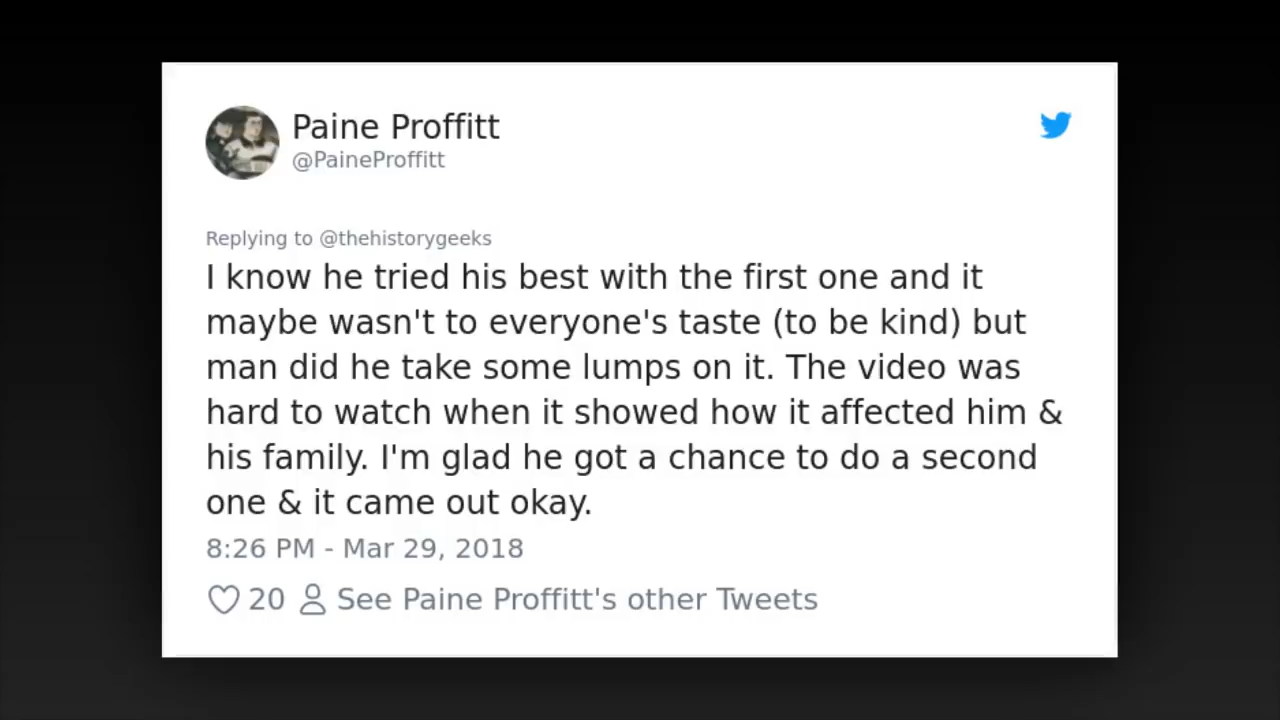 Paine Proffitt
@PaineProffitt
Replying to @thehistorygeeks
I know he tried his best with the first one and it
maybe wasn't to everyone's taste (to be kind) but
man did he take some lumps on it. The video was
hard to watch when it showed how it affected him &
his family. I'm glad he got a chance to do a second
one & it came out okay.
8:26 PM - Mar 29, 2018
20 See Paine Proffitt's other Tweets